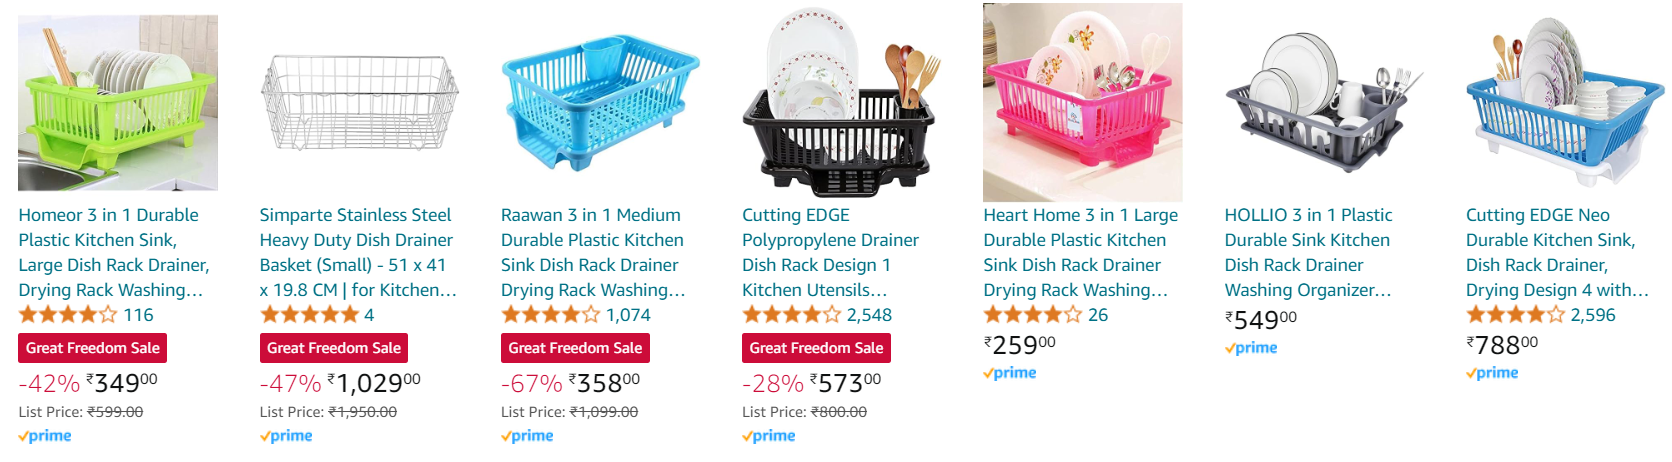 Homeor 3 in 1 Durable
Plastic Kitchen Sink,
Large Dish Rack Drainer,
Drying Rack Washing...
116
Great Freedom Sale
-42% ₹34900
List Price: ₹599.00
prime
Simparte Stainless Steel
Heavy Duty Dish Drainer
Basket (Small) - 51 x 41
x 19.8 CM | for Kitchen...
4
Great Freedom Sale
-47% ₹1,02900
List Price: ₹1,950.00
prime
Raawan 3 in 1 Medium
Durable Plastic Kitchen
Sink Dish Rack Drainer
Drying Rack Washing...
1,074
Great Freedom Sale
-67% ₹35800
List Price: ₹1,099.00
prime
Cutting EDGE
Polypropylene Drainer
Dish Rack Design 1
Kitchen Utensils...
2,548
Great Freedom Sale
-28% ₹57300
List Price: ₹800.00
prime
Heart Home 3 in 1 Large
Durable Plastic Kitchen
Sink Dish Rack Drainer
Drying Rack Washing...
26
₹25900
prime
HOLLIO 3 in 1 Plastic
Durable Sink Kitchen
Dish Rack Drainer
Washing Organizer...
₹54900
prime
Cutting EDGE Neo
Durable Kitchen Sink,
Dish Rack Drainer,
Drying Design 4 with...
2,596
₹78800
prime